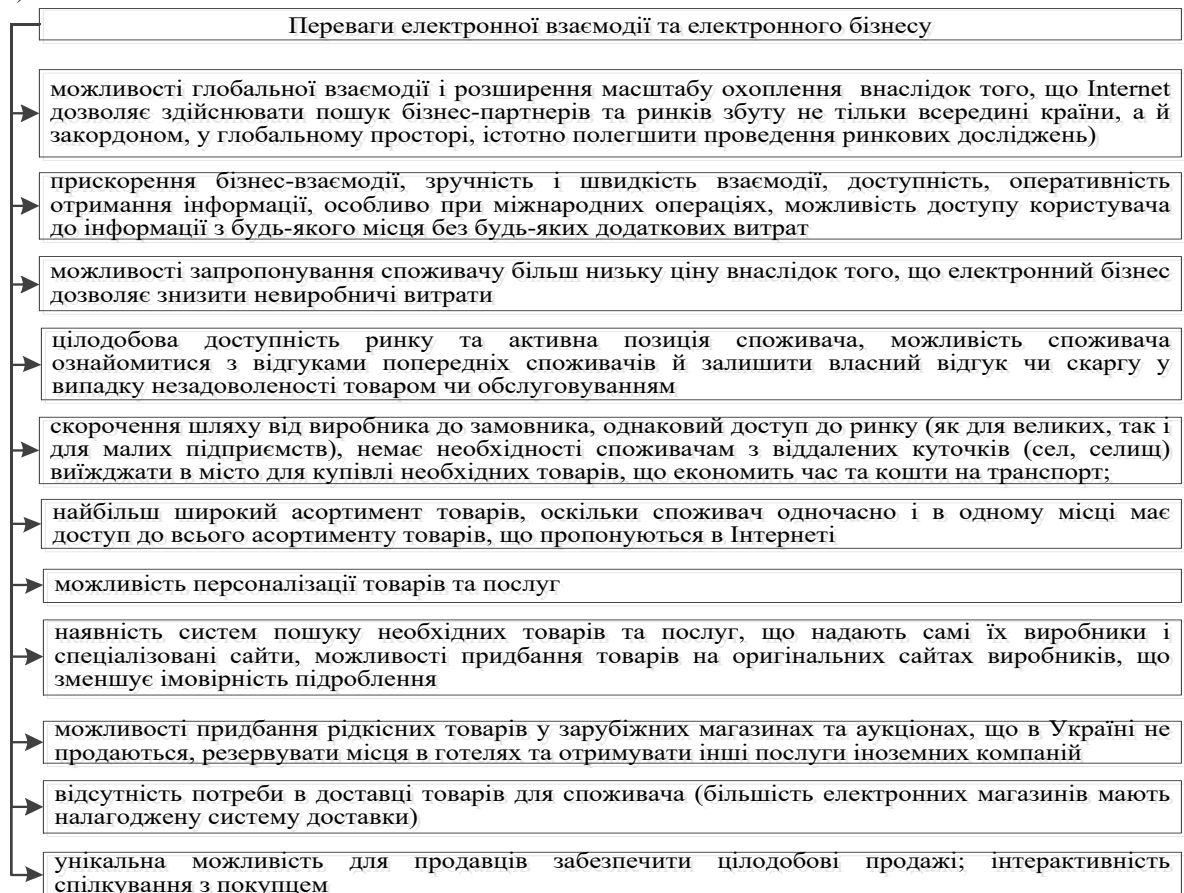 Переваги електронної взаємодії та електронного бізнесу
можливості глобальної взаємодії і розширення масштабу охоплення внаслідок того, що Internet
дозволяє здійснювати пошук бізнес-партнерів та ринків збуту не тільки всередині країни, а й
закордоном, у глобальному просторі, істотно полегшити проведення ринкових досліджень)
прискорення бізнес-взаємодії, зручність і швидкість взаємодії, доступність, оперативність
отримання інформації, особливо при міжнародних операціях, можливість доступу користувача
до інформації з будь-якого місця без будь-яких додаткових витрат
можливості запропонування споживачу більш низьку ціну внаслідок того, що електронний бізнес
дозволяє знизити невиробничі витрати
цілодобова доступність ринку та активна позиція споживача, можливість споживача
ознайомитися з відгуками попередніх споживачів й залишити власний відгук чи скаргу у
випадку незадоволеності товаром чи обслуговуванням
скорочення шляху від виробника до замовника, однаковий доступ до ринку (як для великих, так і
для малих підприємств), немає необхідності споживачам з віддалених куточків (сел, селищ)
виїжджати в місто для купівлі необхідних товарів, що економить час та кошти на транспорт;
найбільш широкий асортимент товарів, оскільки споживач одночасно і в одному місці має
доступ до всього асортименту товарів, що пропонуються в Інтернеті
можливість персоналізації товарів та послуг
наявність систем пошуку необхідних товарів та послуг, що надають самі їх виробники і
спеціалізовані сайти, можливості придбання товарів на оригінальних сайтах виробників, що
зменшує імовірність підроблення
можливості придбання рідкісних товарів у зарубіжних магазинах та аукціонах, що в Україні не
продаються, резервувати місця в готелях та отримувати інші послуги іноземних компаній
відсутність потреби в доставці товарів для споживача (більшість електронних магазинів мають
налагоджену систему доставки)
унікальна можливість для продавців забезпечити цілодобові продажі; інтерактивність
спілкування з покупцем